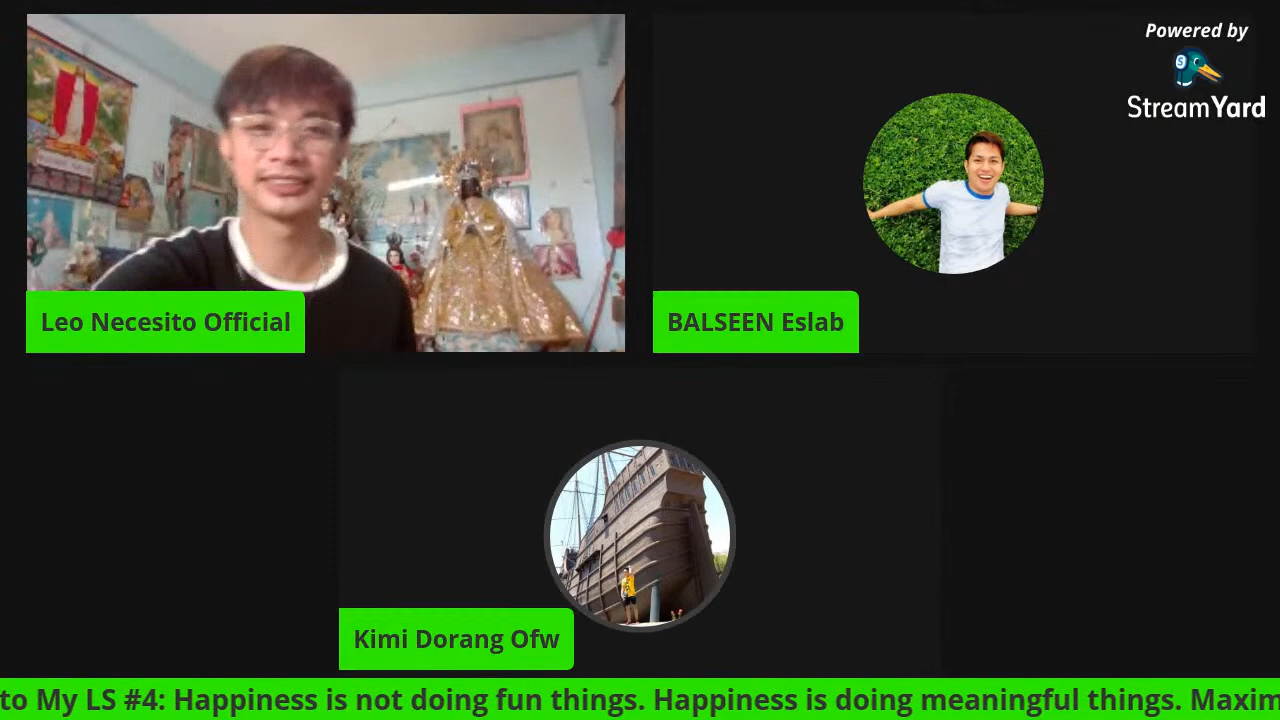 Powered by
StreamYard
Leo Necesito Official
BALSEEN Eslab
Kimi Dorang Ofw
to My LS #4: Happiness is not doing fun things. Happiness is doing meaningful things. Maxim